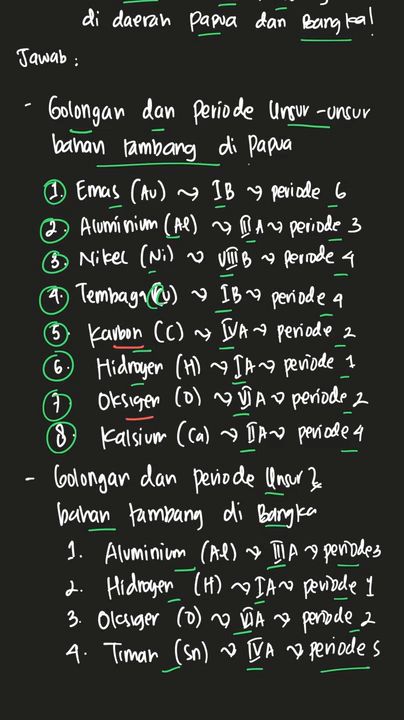 di daerah Papua dan Bangka!
Jawab :
- Golongan dan periode Unsur-unsur
bahan tambang di Papua
1. Emas (Au) ~> IB ~> periode 6
2. Aluminium (Al) ~> IIIA ~> periode 3
3. Nikel (Ni) ~> VIIIB ~> periode 4
4. Tembaga (Cu) ~> IB ~> periode 4
5 Karbon (C) ~> IVA ~> periode 2
6. Hidrogen (H) ~> IA ~> periode 1
7 Oksigen (O) ~> VIA ~> periode 2
8 Kalsium (Ca) ~> IIA ~> periode 4
- Golongan dan periode Unsur2
bahan tambang di Bangka
1. Aluminium (Al) ~> IIIA ~> periode 3
2. Hidrogen (H) ~> IA ~> periode 1
3. Oksiger (O) ~> VIA ~> periode 2
4. Timah (Sn) ~> IVA ~> periode 5